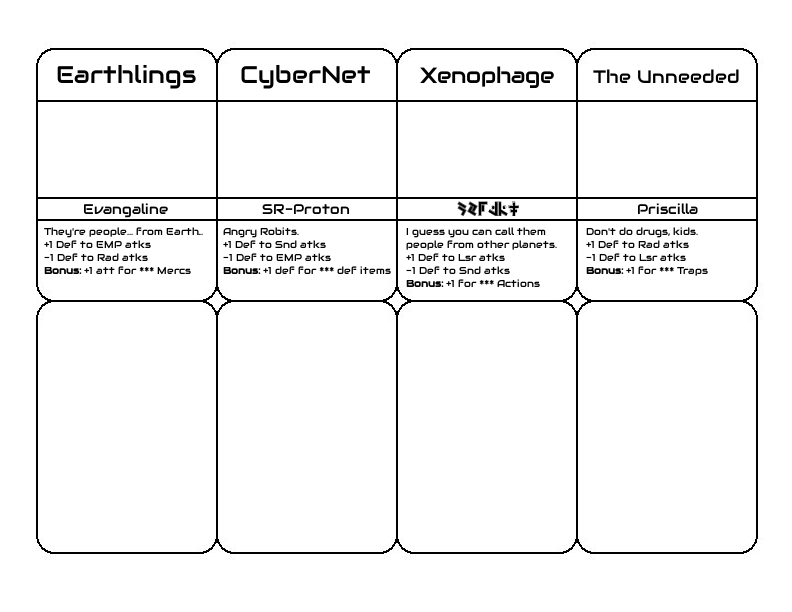 Earthlings
CyberNet
Xenophage
The Unneeded
Evangaline
SR-Proton
Priscilla
They're people... from Earth..
+1 Def to EMP atks
-1 Def to Rad atks
Bonus: +1 att for *** Mercs
Angry Robits.
+1 Def to Snd atks
-1 Def to EMP atks
Bonus: +1 def for *** def items
I guess you can call them
people from other planets.
+1 Def to Lsr atks
-1 Def to Snd atks
Bonus: +1 for *** Actions
Don't do drugs, kids.
+1 Def to Rad atks
-1 Def to Lsr atks
Bonus: +1 for *** Traps